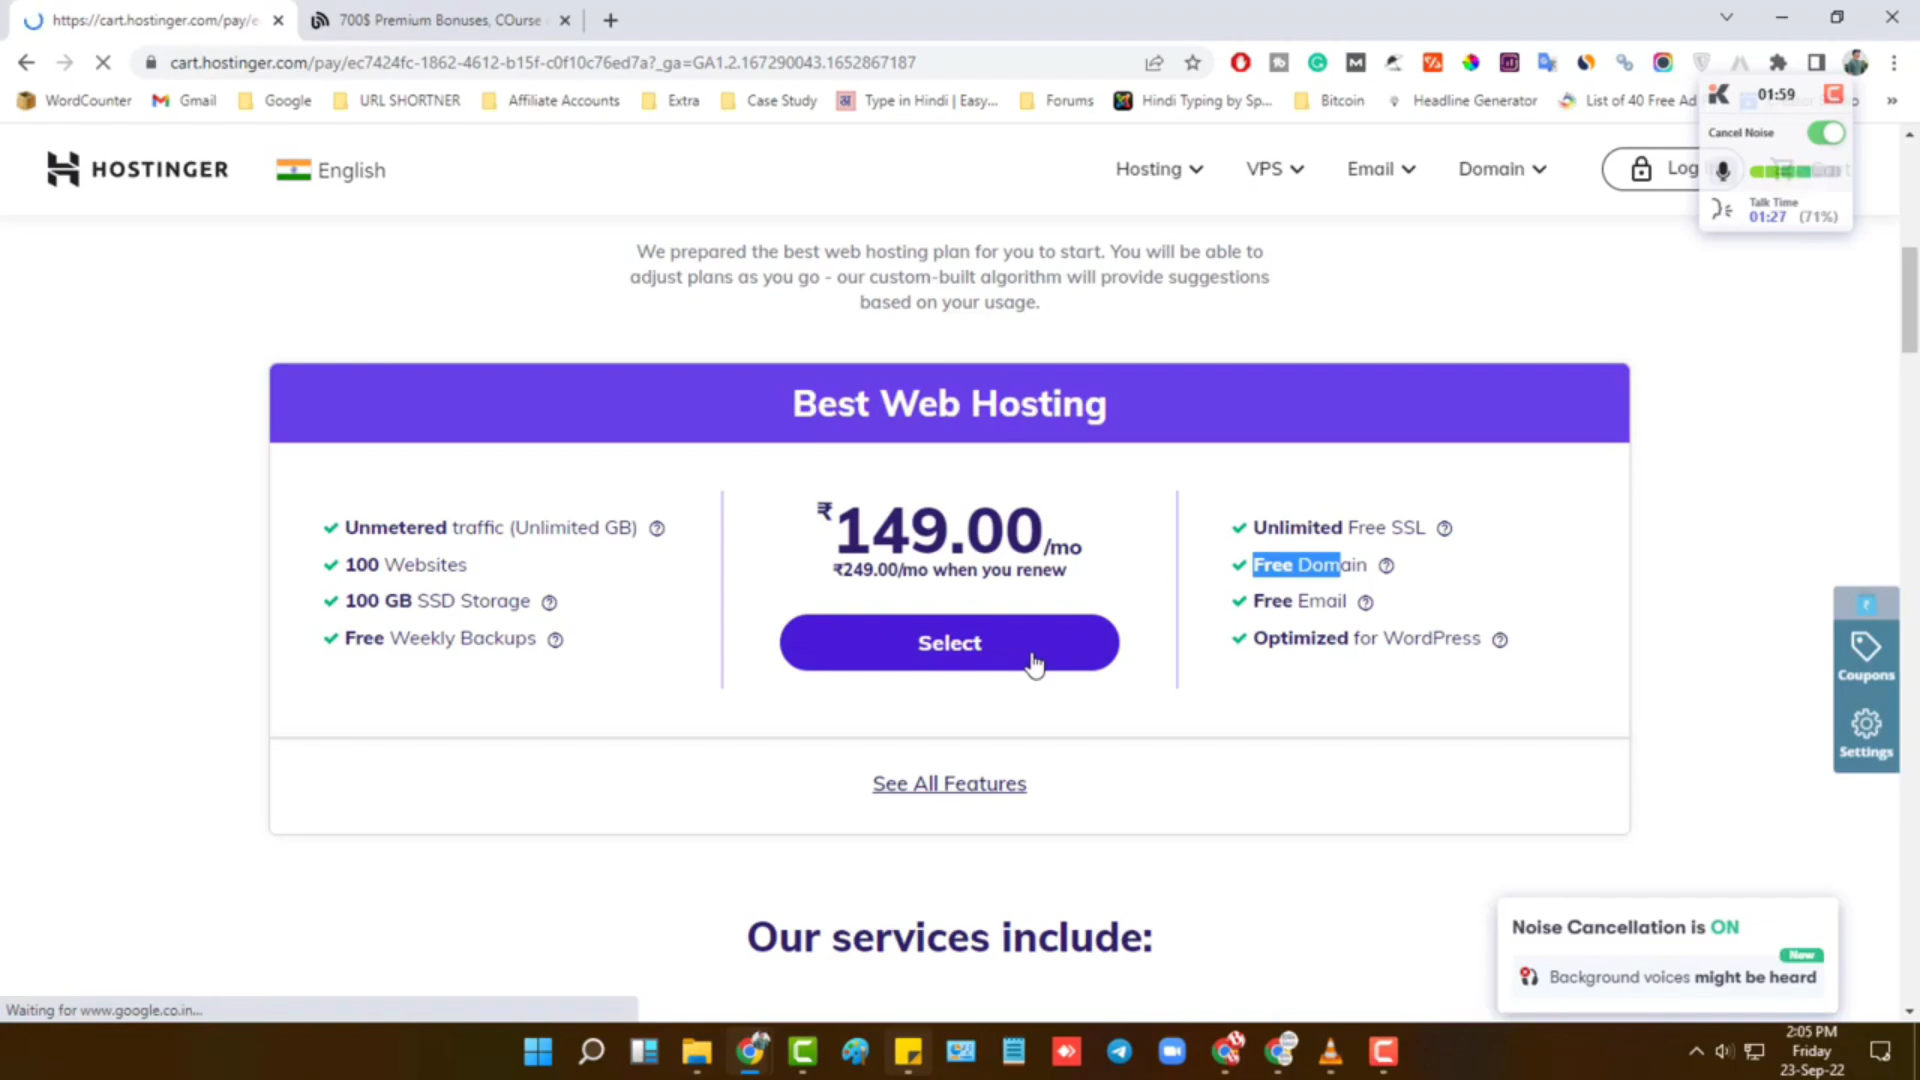 https://cart.hostinger.com/pay/e
700$ Premium Bonuses, COurse
cart.hostinger.com/pay/ec7424fc-1862-4612-b15f-c0f10c76ed7a?_ga=GA1.2.167290043.1652867187
WordCounter
Gmail
Google
URL SHORTNER
Affiliate Accounts
Extra
Case Study
Type in Hindi | Easy...
Forums
Hindi Typing by Sp...
Bitcoin
Headline Generator
List of 40 Free Ad
01:59
Cancel Noise
Talk Time
01:27 (71%)
HOSTINGER
English
Hosting
VPS
Email
Domain
Log
We prepared the best web hosting plan for you to start. You will be able to
adjust plans as you go - our custom-built algorithm will provide suggestions
based on your usage.
Best Web Hosting
Unmetered traffic (Unlimited GB)
100 Websites
100 GB SSD Storage
Free Weekly Backups
₹149.00/mo
₹249.00/mo when you renew
Select
Unlimited Free SSL
Free Domain
Free Email
Optimized for WordPress
See All Features
Coupons
Settings
Our services include:
Noise Cancellation is ON
New
Background voices might be heard
Waiting for www.google.co.in...
2:05 PM
Friday
23-Sep-22